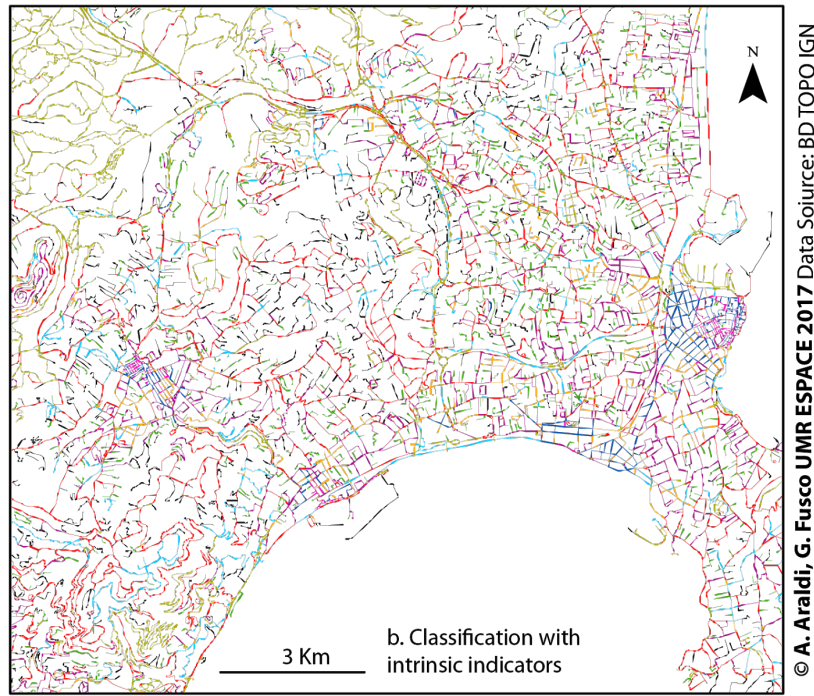 N
3 Km
b. Classification with
intrinsic indicators
© A. Araldi, G. Fusco UMR ESPACE 2017 Data Soiurce: BD TOPO IGN